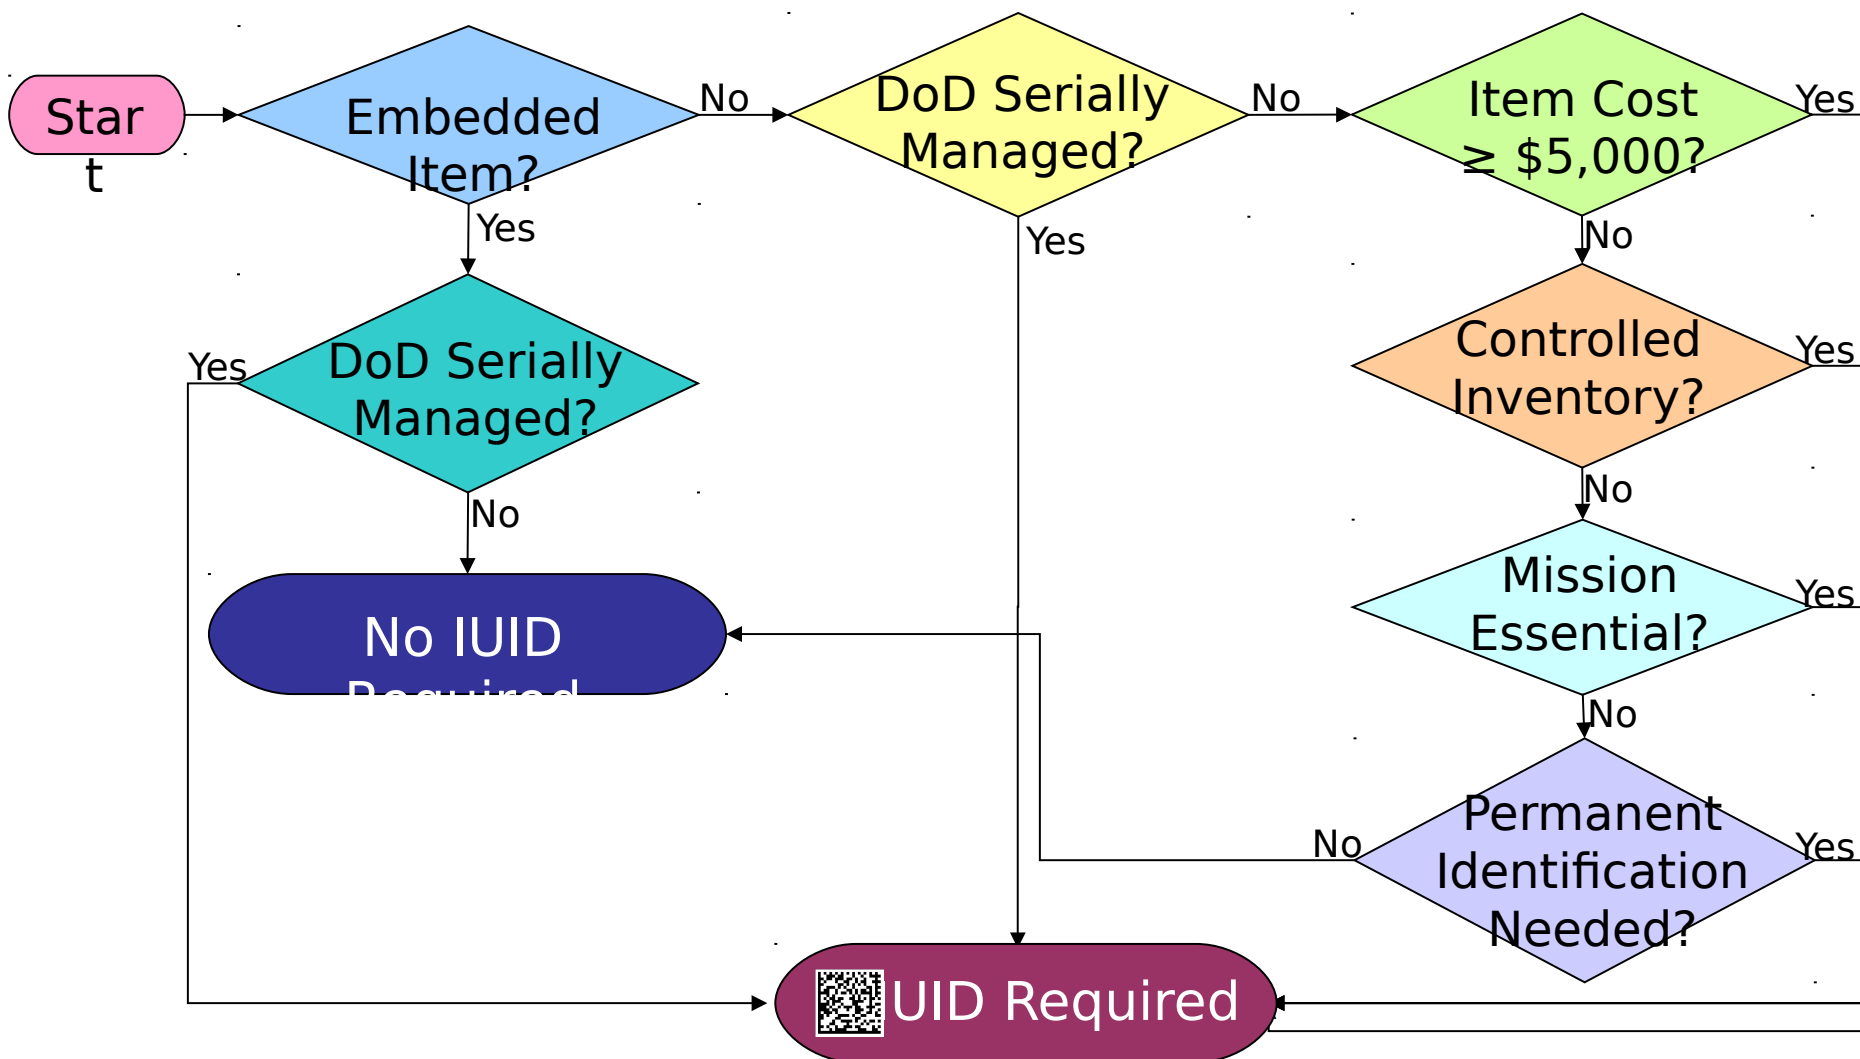 Star
t
Embedded
Item?
No
DoD Serially
Managed?
No
Item Cost
≥ $5,000?
Yes
Yes
Yes
No
DoD Serially
Managed?
Yes
Controlled
Inventory?
Yes
No
No
No IUID
Required
Mission
Essential?
Yes
No
Permanent
Identification
Needed?
No
Yes
UID Required